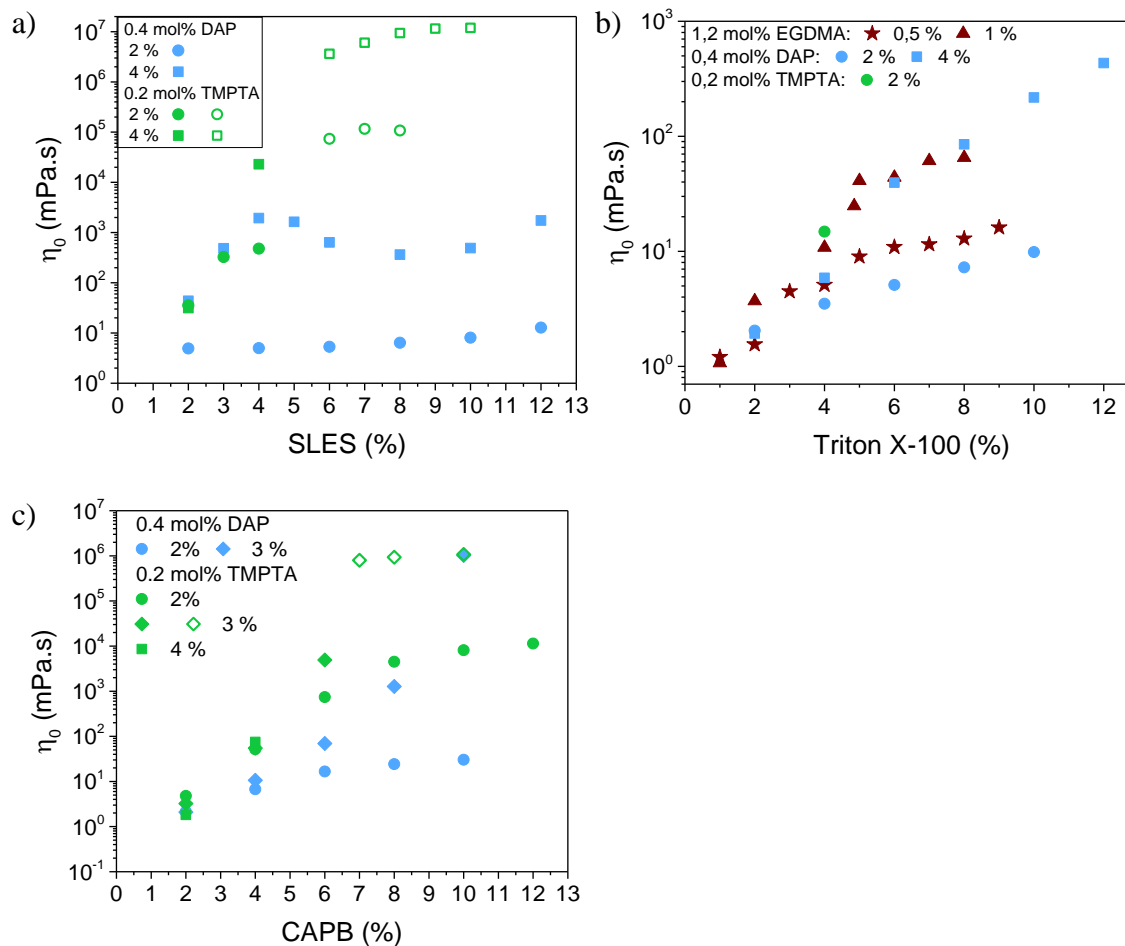 a)
0.4 mol% DAP
2 %
4 %
0.2 mol% TMPTA
2 %
4 %
10^7
10^6
10^5
10^4
10^3
10^2
10^1
10^0
η₀ (mPa.s)
0 1 2 3 4 5 6 7 8 9 10 11 12 13
SLES (%)
b)
1,2 mol% EGDMA: 0,5 % 1 %
0,4 mol% DAP: 2 % 4 %
0,2 mol% TMPTA: 2 %
10^3
10^2
10^1
10^0
η₀ (mPa.s)
0 2 4 6 8 10 12
Triton X-100 (%)
c)
0.4 mol% DAP
2% 3 %
0.2 mol% TMPTA
2%
3 %
4 %
10^7
10^6
10^5
10^4
10^3
10^2
10^1
10^0
10^-1
η₀ (mPa.s)
0 1 2 3 4 5 6 7 8 9 10 11 12 13
CAPB (%)